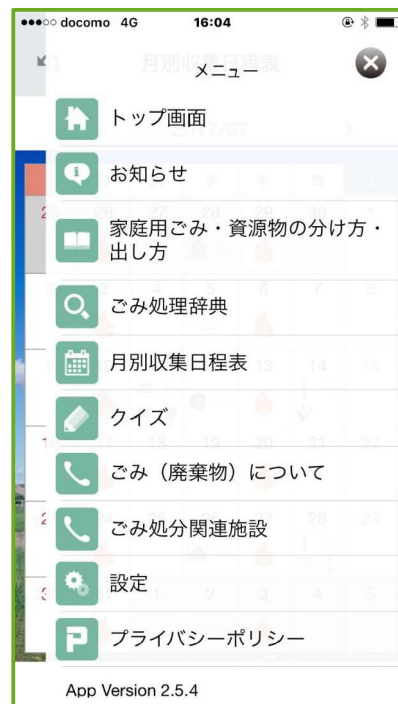 docomo 4G 16:04
メニュー
トップ画面
お知らせ
家庭用ごみ・資源物の分け方・
出し方
ごみ処理辞典
月別収集日程表
クイズ
ごみ（廃棄物）について
ごみ処分関連施設
設定
プライバシーポリシー
App Version 2.5.4